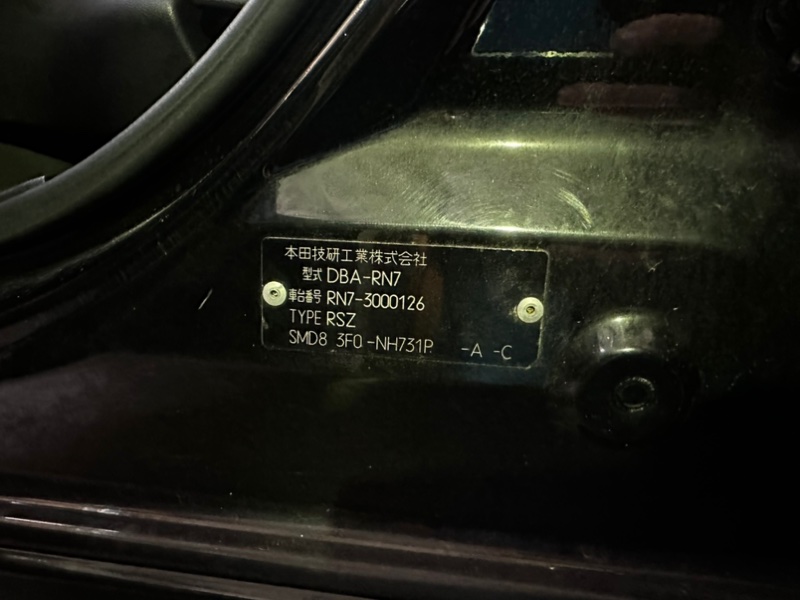 本田技研工業株式会社
型式 DBA-RN7
車台番号 RN7-3000126
TYPE RSZ
SMD8 3F0 -NH731P -A -C